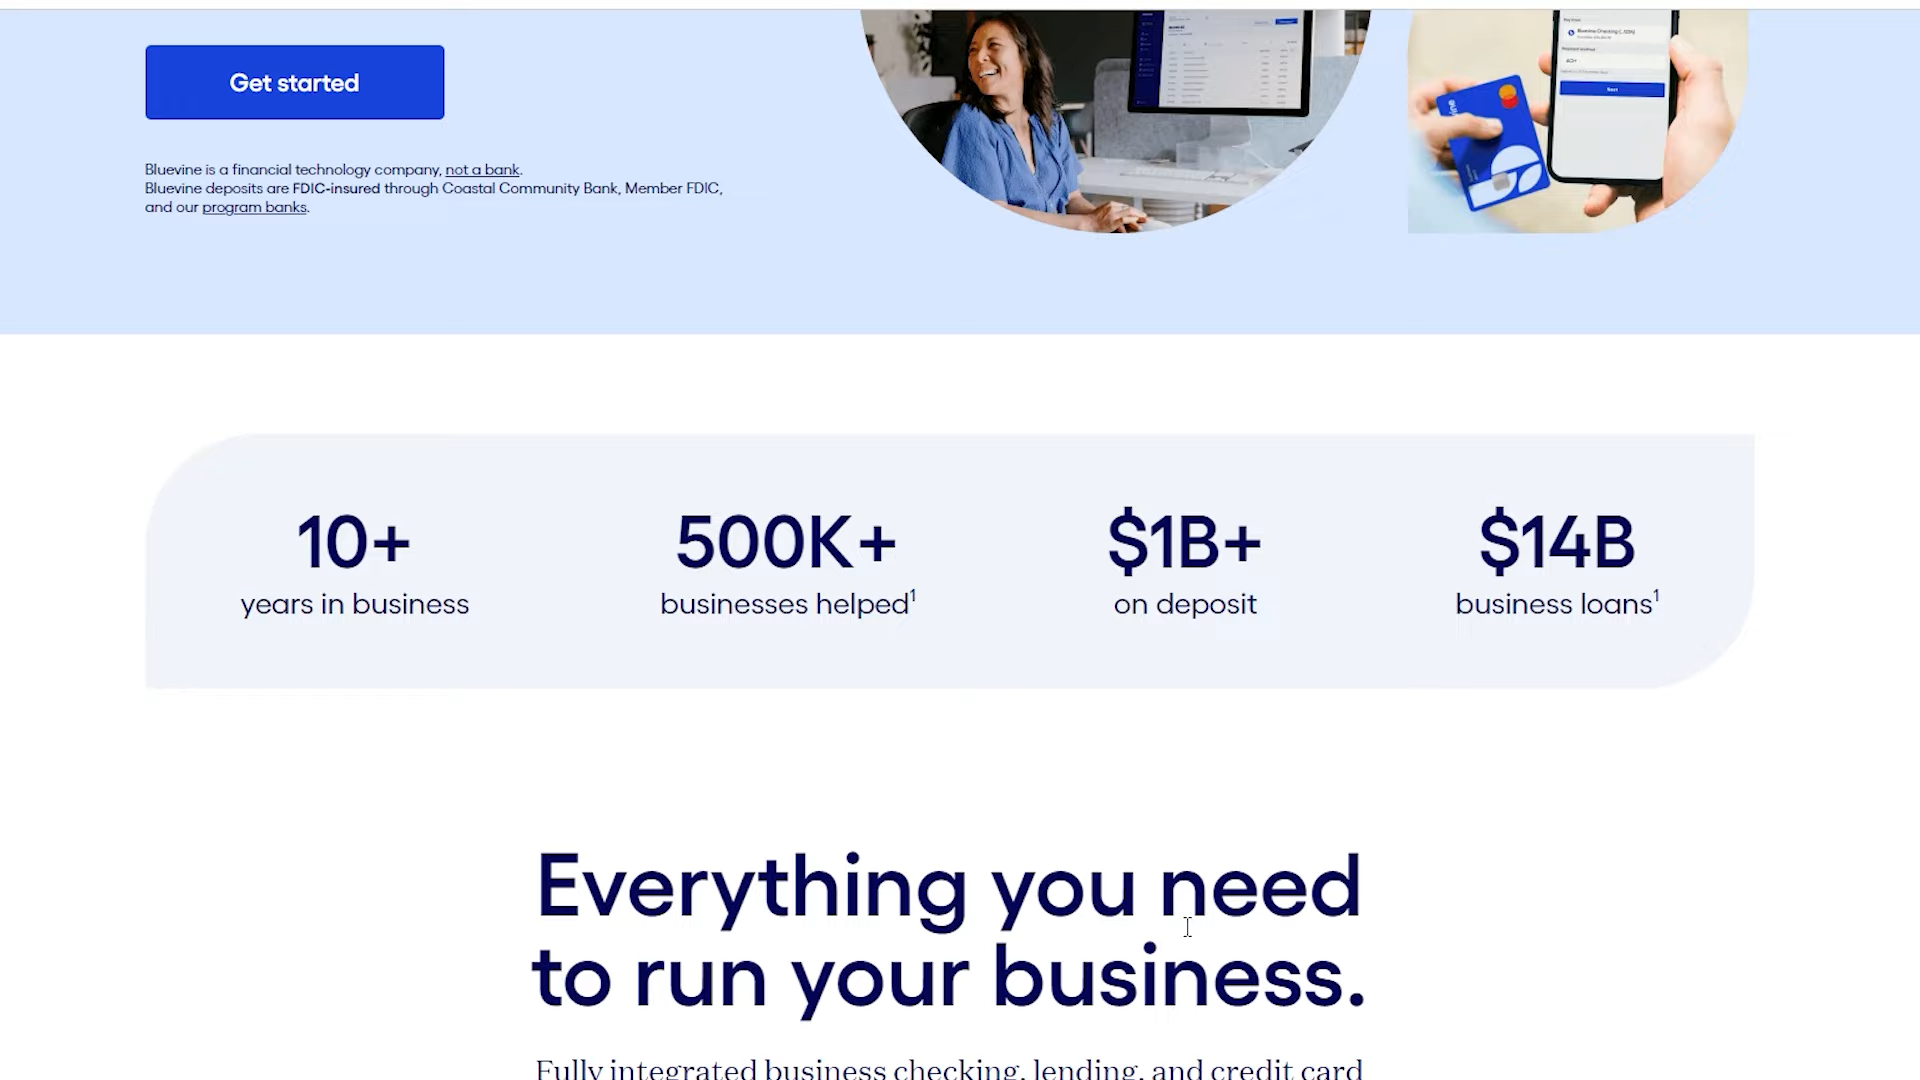 Get started
Bluevine is a financial technology company, not a bank.
Bluevine deposits are FDIC-insured through Coastal Community Bank, Member FDIC,
and our program banks.
Next
10+
years in business
500K+
businesses helped¹
$1B+
on deposit
$14B
business loans¹
Everything you need
to run your business.
Fully integrated business checking, lending, and credit card